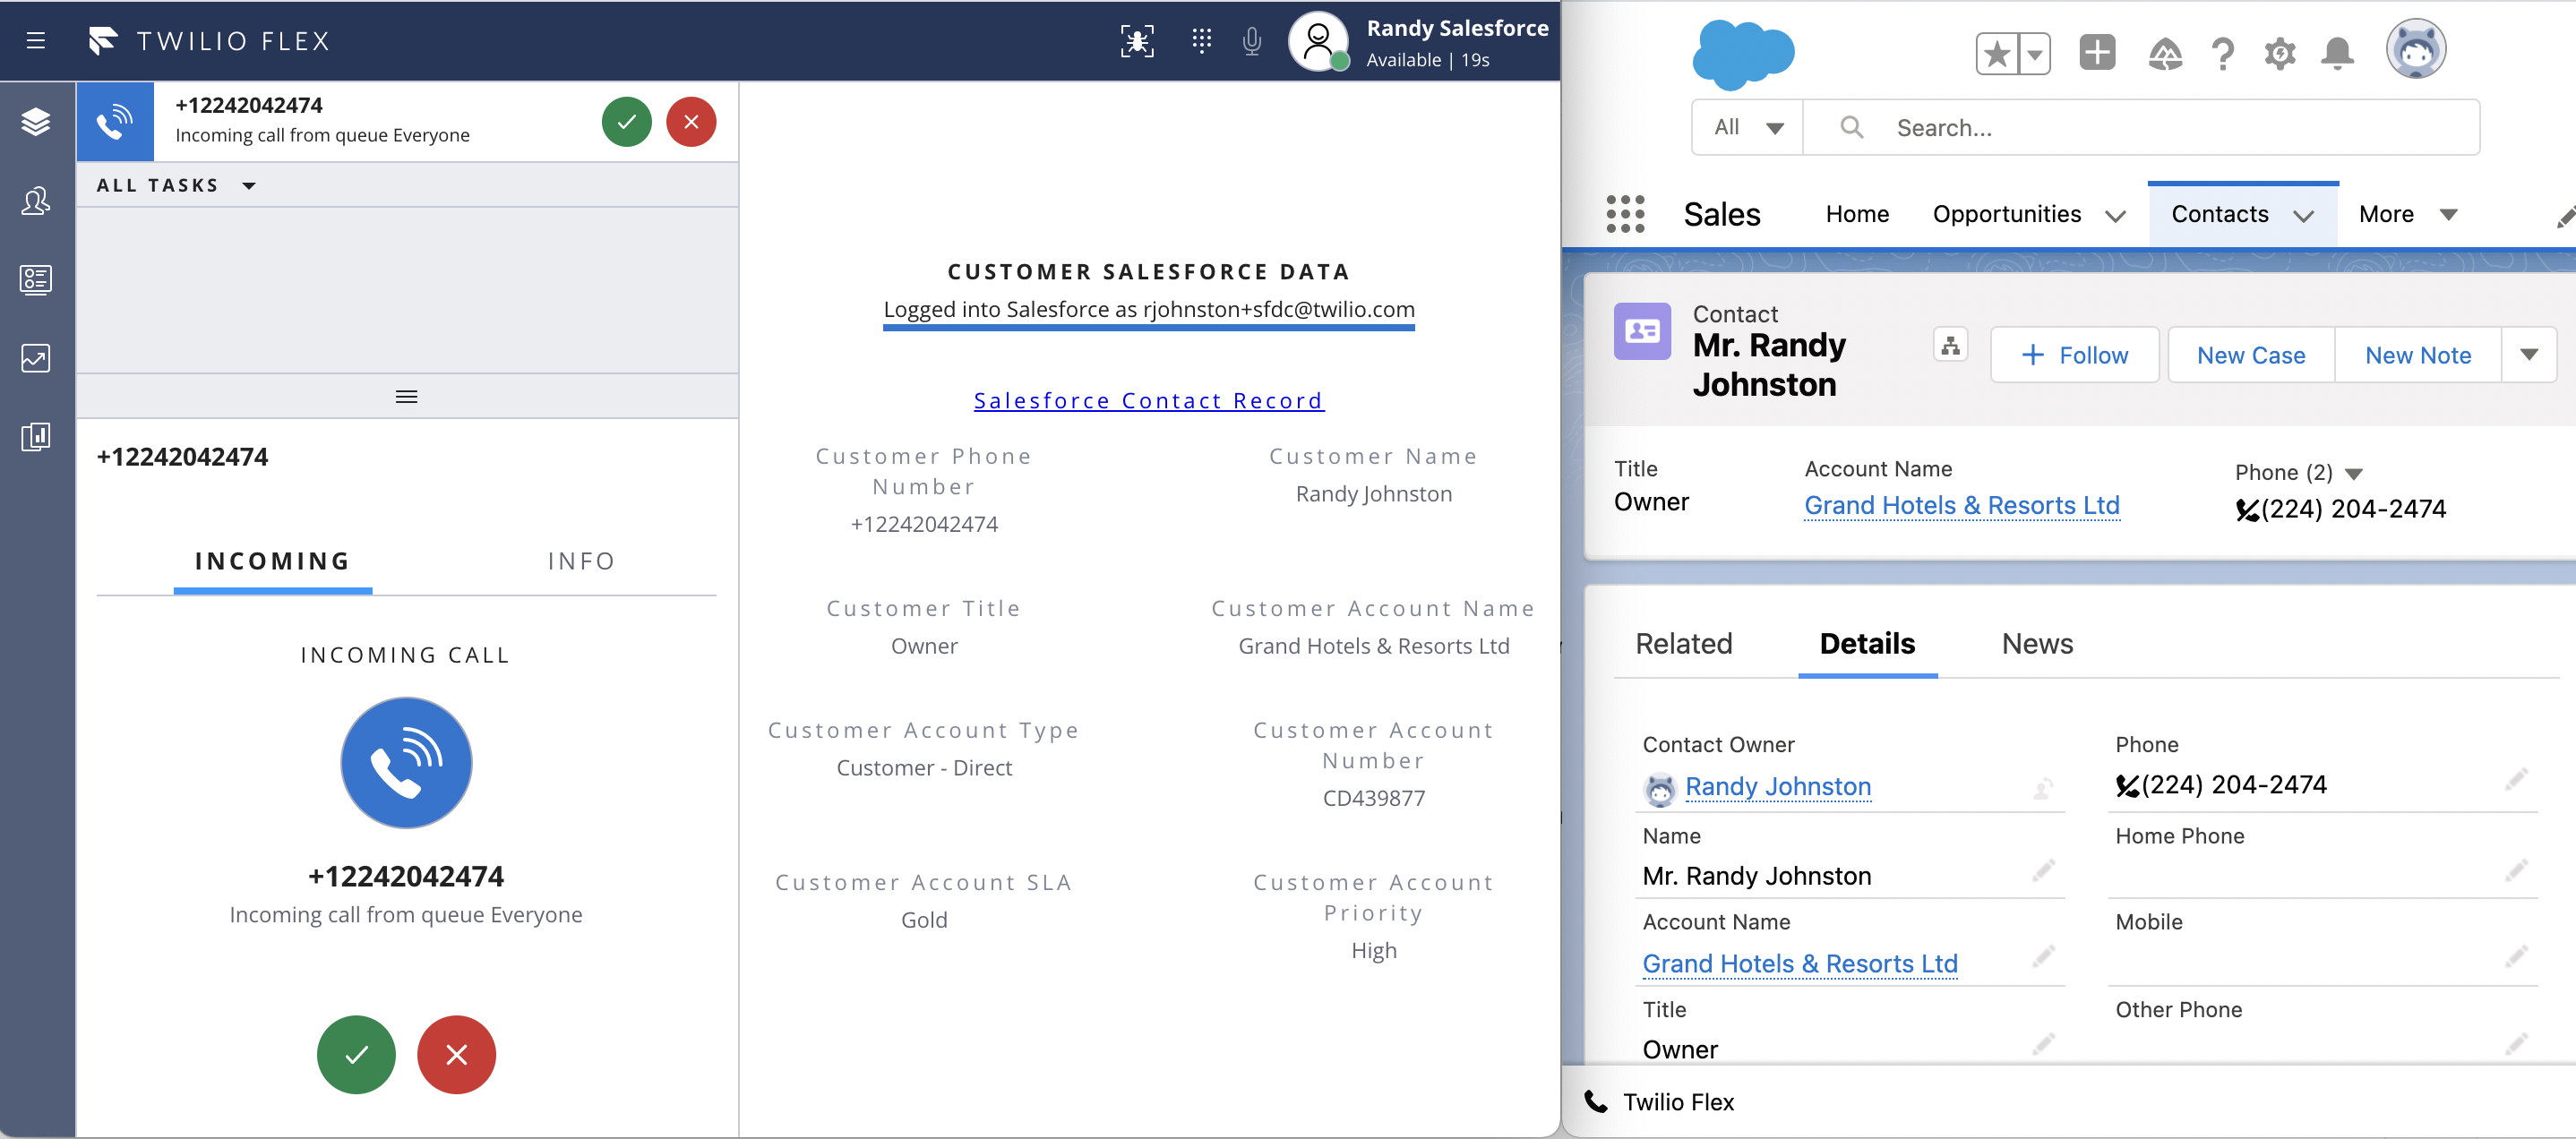 TWILIO FLEX
Randy Salesforce
Available | 19s
+12242042474
Incoming call from queue Everyone
ALL TASKS
+12242042474
INCOMING
INFO
INCOMING CALL
+12242042474
Incoming call from queue Everyone
CUSTOMER SALESFORCE DATA
Logged into Salesforce as rjohnston+sfdc@twilio.com
Salesforce Contact Record
Customer Phone
Number
+12242042474
Customer Name
Randy Johnston
Customer Title
Owner
Customer Account Name
Grand Hotels & Resorts Ltd
Customer Account Type
Customer - Direct
Customer Account
Number
CD439877
Customer Account SLA
Gold
Customer Account
Priority
High
All
Search...
Sales
Home
Opportunities
Contacts
More
Contact
Mr. Randy
Johnston
Follow
New Case
New Note
Title
Owner
Account Name
Grand Hotels & Resorts Ltd
Phone (2)
(224) 204-2474
Related
Details
News
Contact Owner
Randy Johnston
Phone
(224) 204-2474
Name
Mr. Randy Johnston
Home Phone
Account Name
Grand Hotels & Resorts Ltd
Mobile
Title
Owner
Other Phone
Twilio Flex